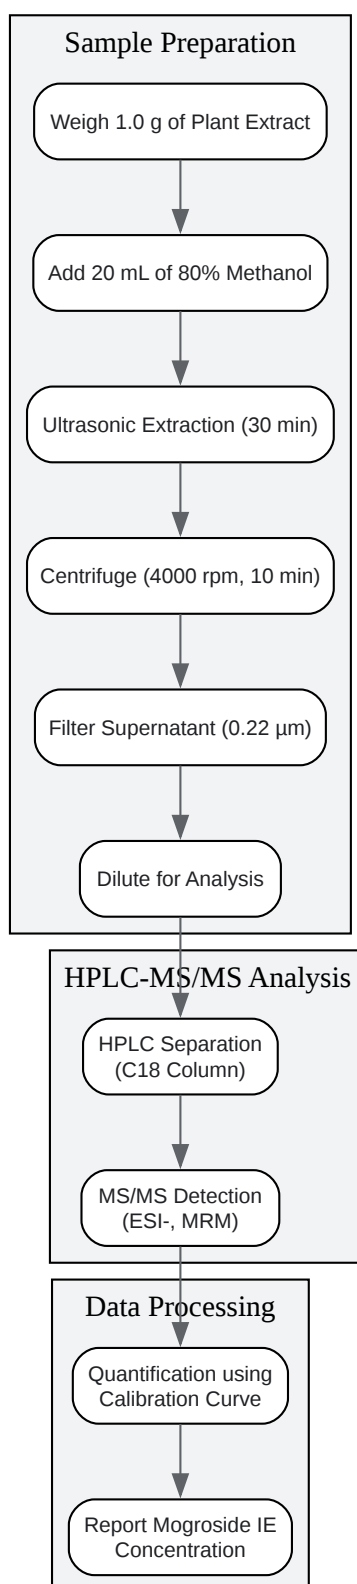 Sample Preparation
Weigh 1.0 g of Plant Extract
Add 20 mL of 80% Methanol
Ultrasonic Extraction (30 min)
Centrifuge (4000 rpm, 10 min)
Filter Supernatant (0.22 µm)
Dilute for Analysis
HPLC-MS/MS Analysis
HPLC Separation
(C18 Column)
MS/MS Detection
(ESI-, MRM)
Data Processing
Quantification using
Calibration Curve
Report Mogroside IE
Concentration